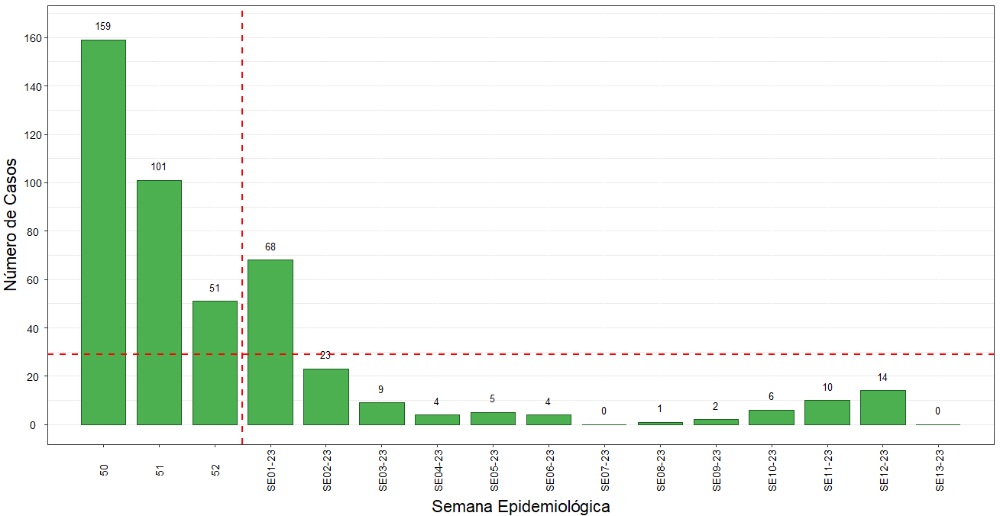 Número de Casos
160
140
120
100
80
60
40
20
0
159
101
51
68
23
9
4
5
4
0
1
2
6
10
14
0
50
51
52
SE01-23
SE02-23
SE03-23
SE04-23
SE05-23
SE06-23
SE07-23
SE08-23
SE09-23
SE10-23
SE11-23
SE12-23
SE13-23
Semana Epidemiológica